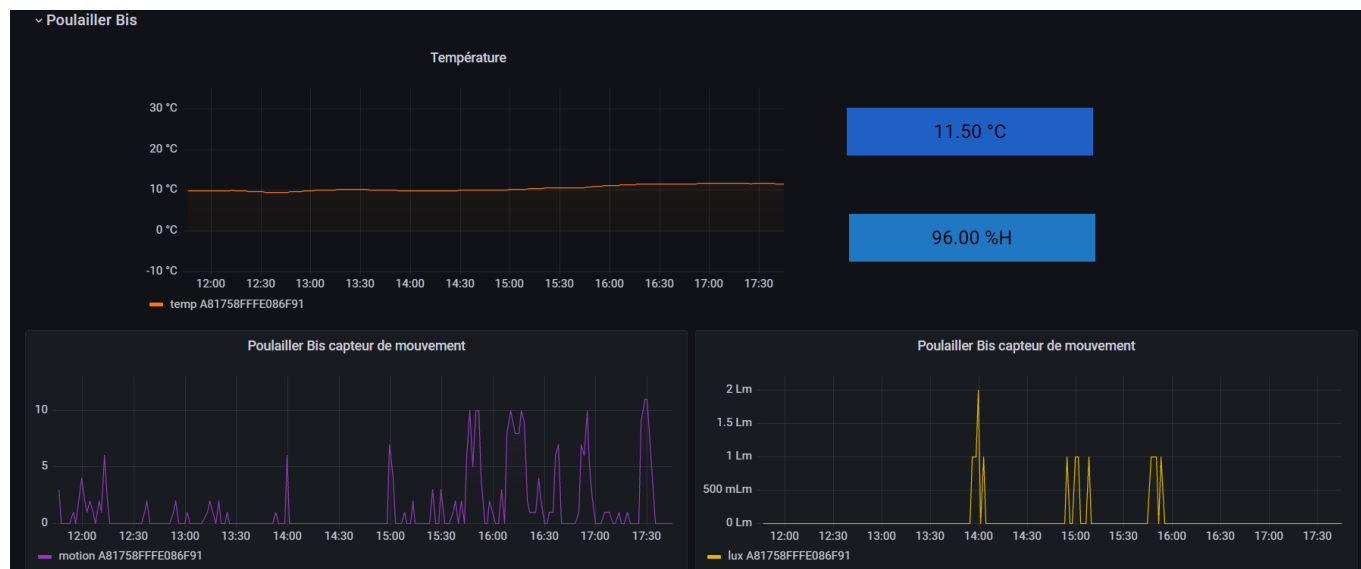 Poulailler Bis
Température
30 °C
20 °C
10 °C
0 °C
-10 °C
12:00 12:30 13:00 13:30 14:00 14:30 15:00 15:30 16:00 16:30 17:00 17:30
temp A81758FFFE086F91
11.50 °C
96.00 %H
Poulailler Bis capteur de mouvement
10
5
0
12:00 12:30 13:00 13:30 14:00 14:30 15:00 15:30 16:00 16:30 17:00 17:30
motion A81758FFFE086F91
Poulailler Bis capteur de mouvement
2 Lm
1.5 Lm
1 Lm
500 mLm
0 Lm
12:00 12:30 13:00 13:30 14:00 14:30 15:00 15:30 16:00 16:30 17:00 17:30
lux A81758FFFE086F91